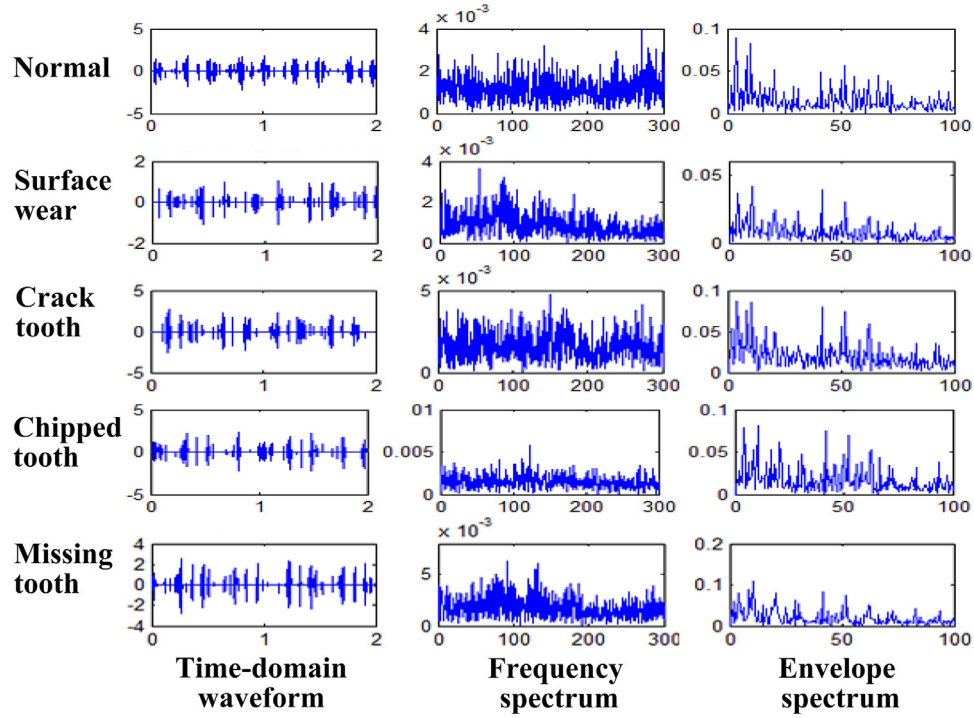 Normal
5
0
-5
0 1 2
× 10⁻³
4
2
0
0 100 200 300
0.1
0.05
0
0 50 100
Surface
wear
2
0
-2
0 1 2
× 10⁻³
4
2
0
0 100 200 300
0.05
0
0 50 100
Crack
tooth
5
0
-5
0 1 2
× 10⁻³
5
0
0 100 200 300
0.1
0.05
0
0 50 100
Chipped
tooth
5
0
-5
0 1 2
01
0.005
0
0 100 200 300
0.1
0.05
0
0 50 100
Missing
tooth
4
2
0
-2
-4
0 1 2
× 10⁻³
5
0
0 100 200 300
0.2
0.1
0
0 50 100
Time-domain
waveform
Frequency
spectrum
Envelope
spectrum